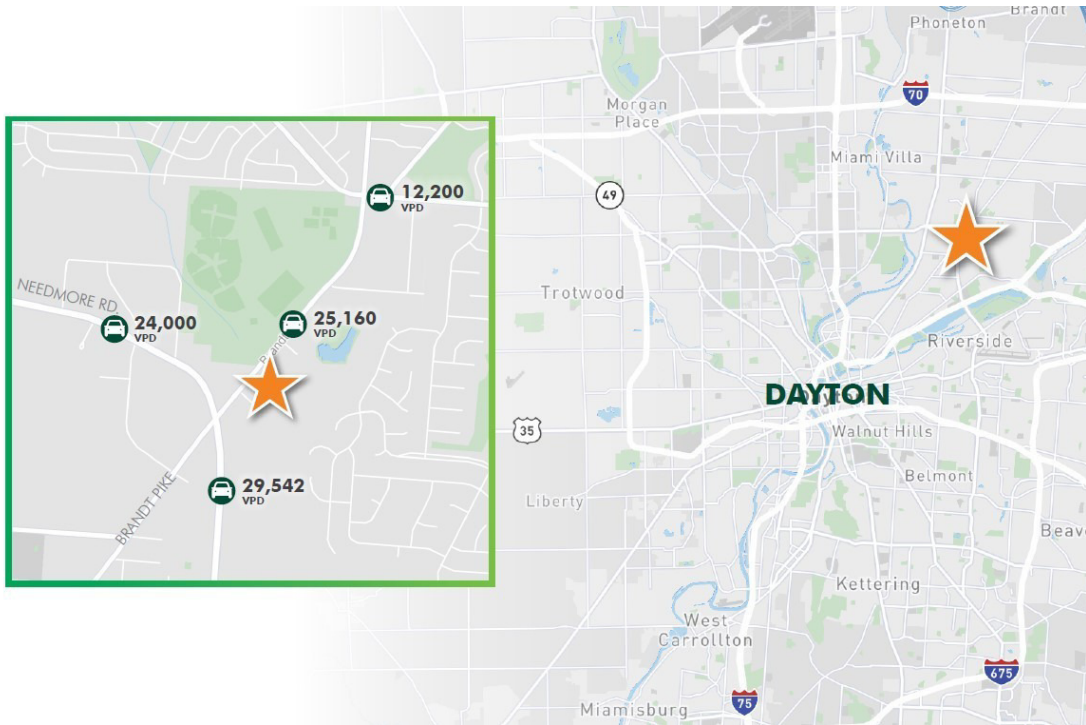 12,200
VPD
NEEDMORE RD
24,000
VPD
25,160
VPD
29,542
VPD
BRANDT PIKE
Phoneton
Brandt
Morgan
Place
70
Miami Villa
49
Trotwood
Riverside
DAYTON
35
Walnut Hills
Belmont
Liberty
Beav
Kettering
West
Carrollton
675
75
Miamisburg